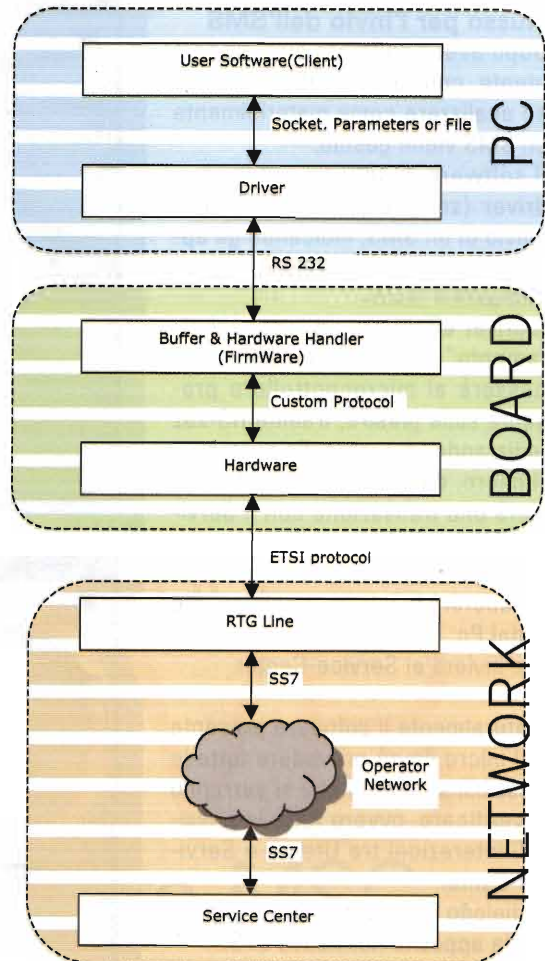 User Software(Client)
Socket. Parameters or File
Driver
PC
RS 232
Buffer & Hardware Handler
(FirmWare)
Custom Protocol
Hardware
BOARD
ETSI protocol
RTG Line
SS7
Operator
Network
SS7
Service Center
NETWORK